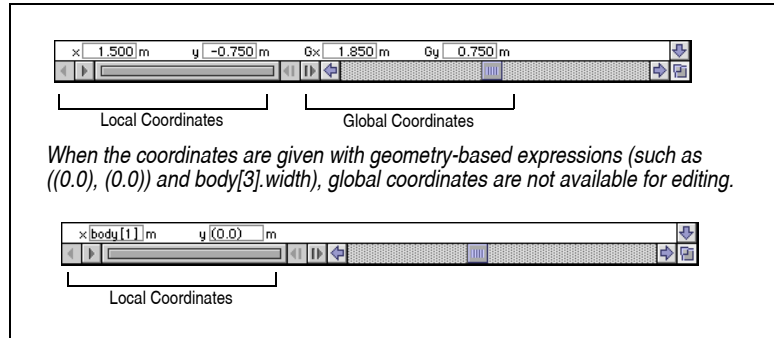 x 1.500 m y -0.750 m Gx 1.850 m Gy 0.750 m
Local Coordinates Global Coordinates
When the coordinates are given with geometry-based expressions (such as
((0.0), (0.0)) and body[3].width), global coordinates are not available for editing.
x body[1] m y (0.0) m
Local Coordinates